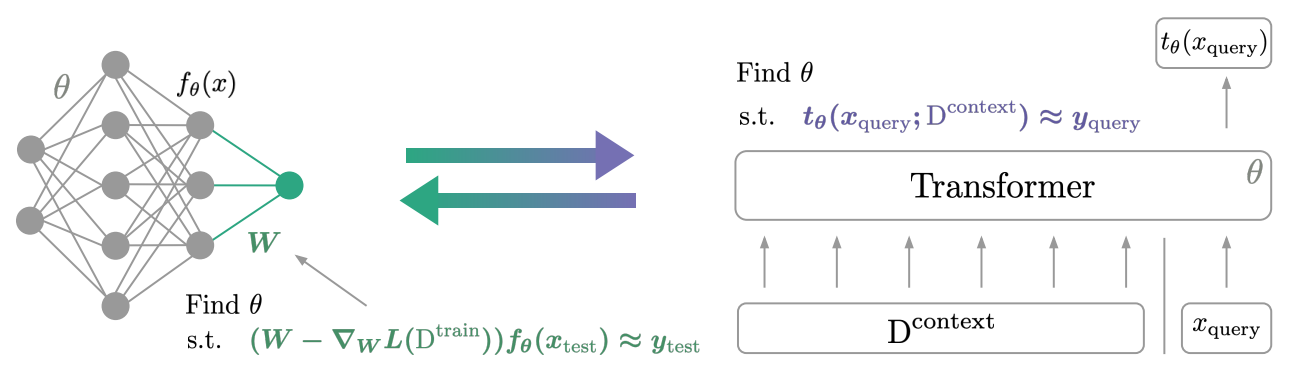 θ
f_θ(x)
W
Find θ
s.t. (W − ∇_W L(D^train))f_θ(x_test) ≈ y_test
t_θ(x_query)
Find θ
s.t. t_θ(x_query; D^context) ≈ y_query
Transformer
θ
D^context
x_query